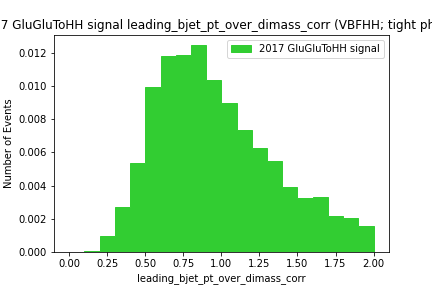 7 GluGluToHH signal leading_bjet_pt_over_dimass_corr (VBFHH; tight ph
2017 GluGluToHH signal
Number of Events
0.012
0.010
0.008
0.006
0.004
0.002
0.000
0.00 0.25 0.50 0.75 1.00 1.25 1.50 1.75 2.00
leading_bjet_pt_over_dimass_corr